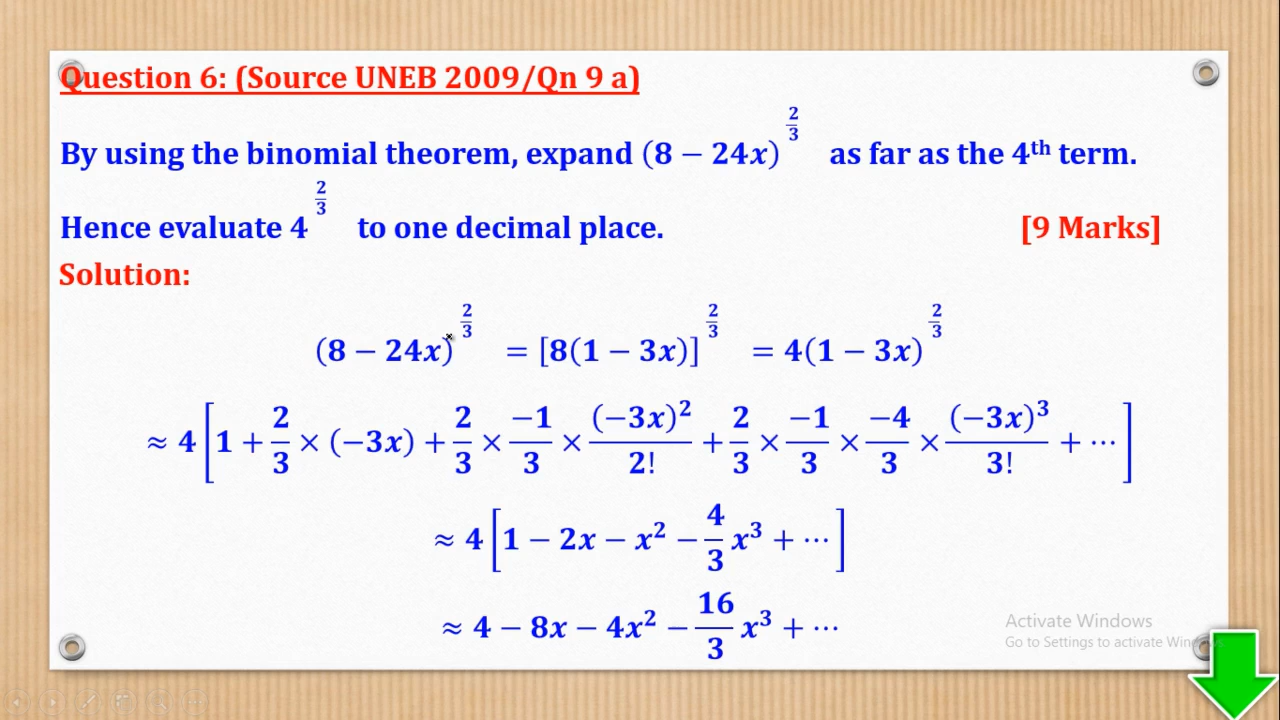 Question 6: (Source UNEB 2009/Qn 9 a)
By using the binomial theorem, expand (8 − 24x)^(2/3) as far as the 4th term.
Hence evaluate 4^(2/3) to one decimal place. [9 Marks]
Solution:
(8 − 24x)^(2/3) = [8(1 − 3x)]^(2/3) = 4(1 − 3x)^(2/3)
≈ 4[1 + 2/3 × (−3x) + 2/3 × −1/3 × (−3x)²/2! + 2/3 × −1/3 × −4/3 × (−3x)³/3! + ⋯]
≈ 4[1 − 2x − x² − 4/3 x³ + ⋯]
≈ 4 − 8x − 4x² − 16/3 x³ + ⋯
Activate Windows
Go to Settings to activate Windows